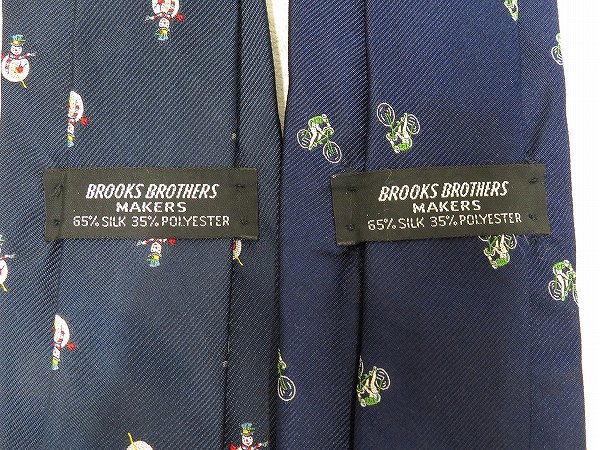 BROOKS BROTHERS
MAKERS
65% SILK 35% POLYESTER
BROOKS BROTHERS
MAKERS
65% SILK 35% POLYESTER